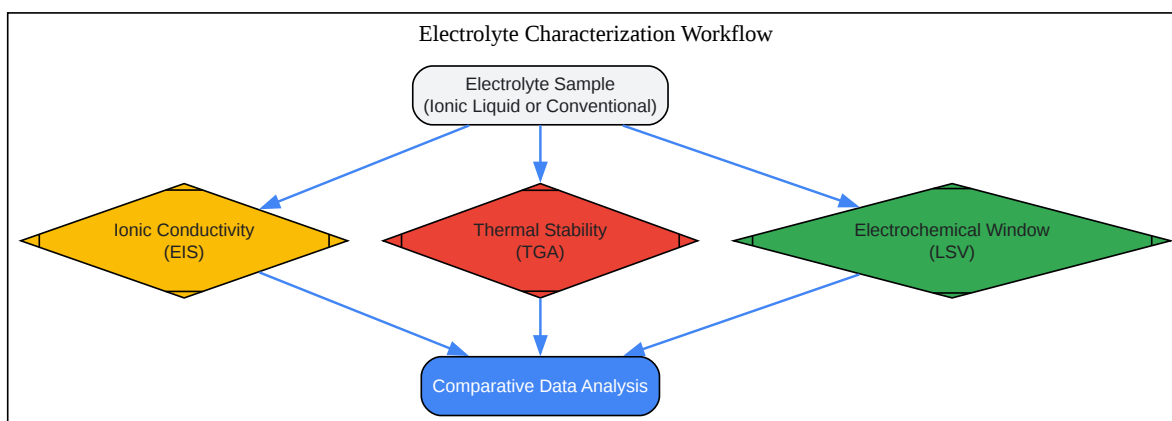 Electrolyte Characterization Workflow
Electrolyte Sample
(Ionic Liquid or Conventional)
Ionic Conductivity
(EIS)
Thermal Stability
(TGA)
Electrochemical Window
(LSV)
Comparative Data Analysis